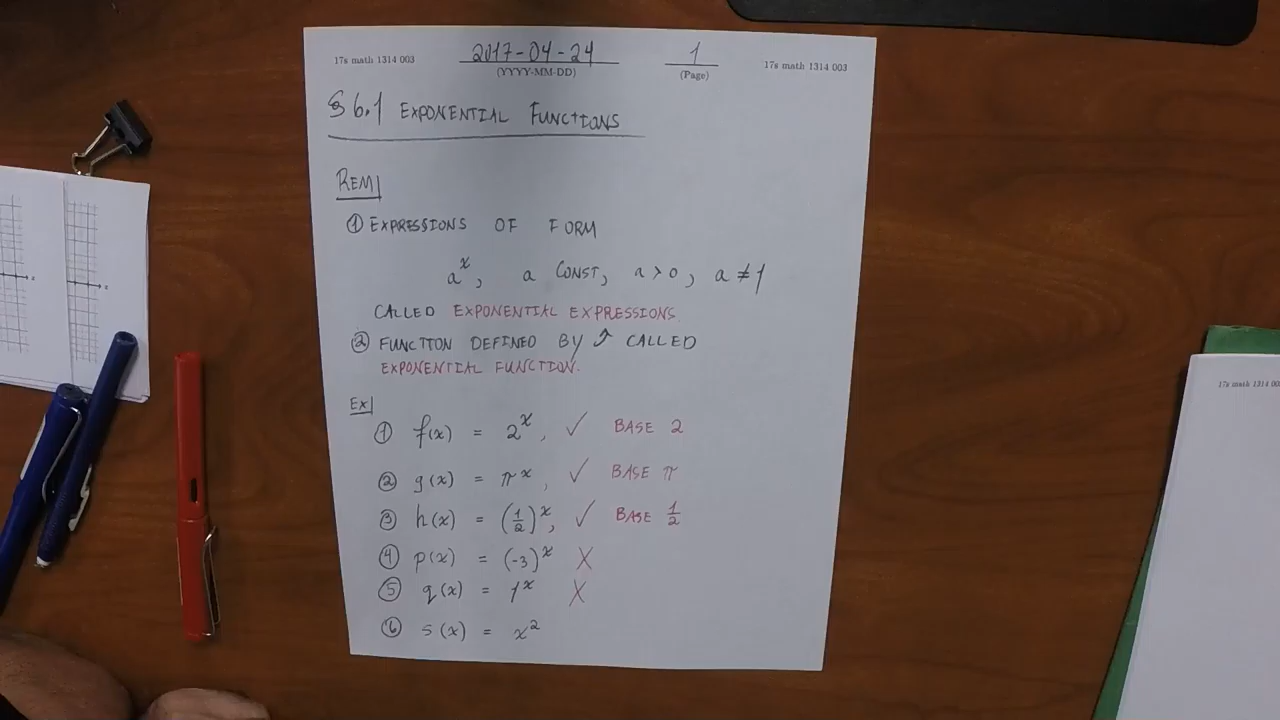 17s math 1314 003 2017-04-24 1 17s math 1314 003
(YYYY-MM-DD) (Page)
§6.1 EXPONENTIAL FUNCTIONS
REM
① EXPRESSIONS OF FORM
a^x, a CONST, a>0, a≠1
CALLED EXPONENTIAL EXPRESSIONS.
② FUNCTION DEFINED BY ⤴ CALLED
EXPONENTIAL FUNCTION.
EX
① f(x) = 2^x, ✓ BASE 2
② g(x) = π^x, ✓ BASE π
③ h(x) = (1/2)^x, ✓ BASE 1/2
④ p(x) = (-3)^x X
⑤ q(x) = 1^x X
⑥ s(x) = x^2
17s math 1314 00